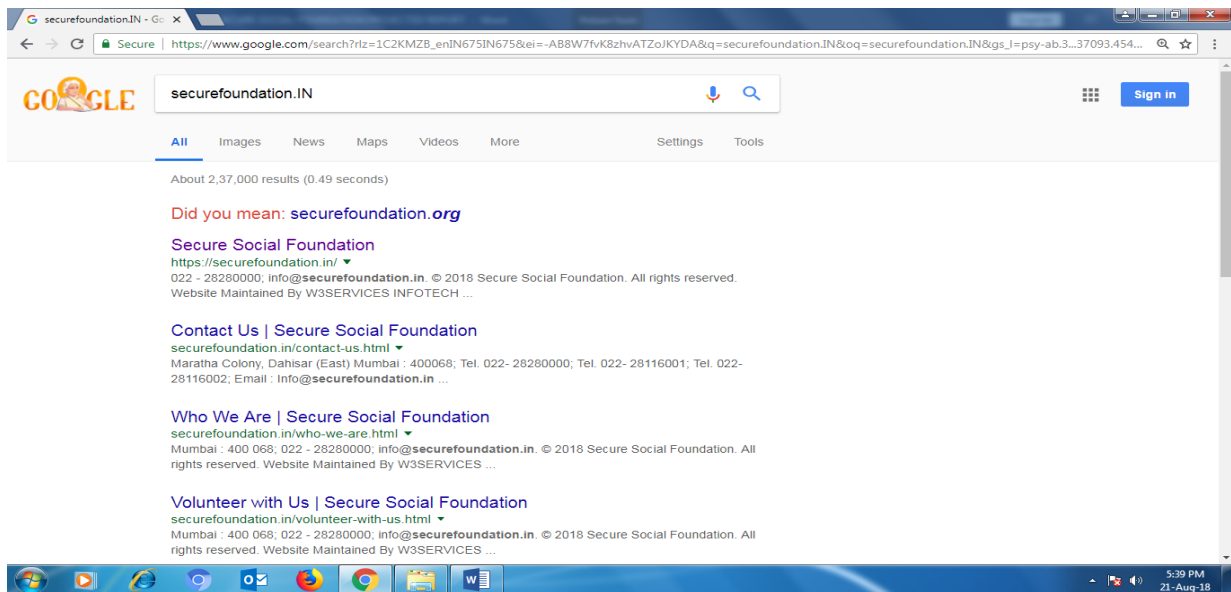 securefoundation.IN - Go
Secure | https://www.google.com/search?rlz=1C2KMZB_enIN675IN675&ei=-AB8W7fvK8zhvATZoJKYDA&q=securefoundation.IN&oq=securefoundation.IN&gs_l=psy-ab.3...37093.454...
GOOGLE
securefoundation.IN
Sign in
All Images News Maps Videos More Settings Tools
About 2,37,000 results (0.49 seconds)
Did you mean: securefoundation.org
Secure Social Foundation
https://securefoundation.in/
022 - 28280000; info@securefoundation.in. © 2018 Secure Social Foundation. All rights reserved.
Website Maintained By W3SERVICES INFOTECH ...
Contact Us | Secure Social Foundation
securefoundation.in/contact-us.html
Maratha Colony, Dahisar (East) Mumbai : 400068; Tel. 022- 28280000; Tel. 022- 28116001; Tel. 022-
28116002; Email : Info@securefoundation.in ...
Who We Are | Secure Social Foundation
securefoundation.in/who-we-are.html
Mumbai : 400 068; 022 - 28280000; info@securefoundation.in. © 2018 Secure Social Foundation. All
rights reserved. Website Maintained By W3SERVICES ...
Volunteer with Us | Secure Social Foundation
securefoundation.in/volunteer-with-us.html
Mumbai : 400 068; 022 - 28280000; info@securefoundation.in. © 2018 Secure Social Foundation. All
rights reserved. Website Maintained By W3SERVICES ...
5:39 PM
21-Aug-18